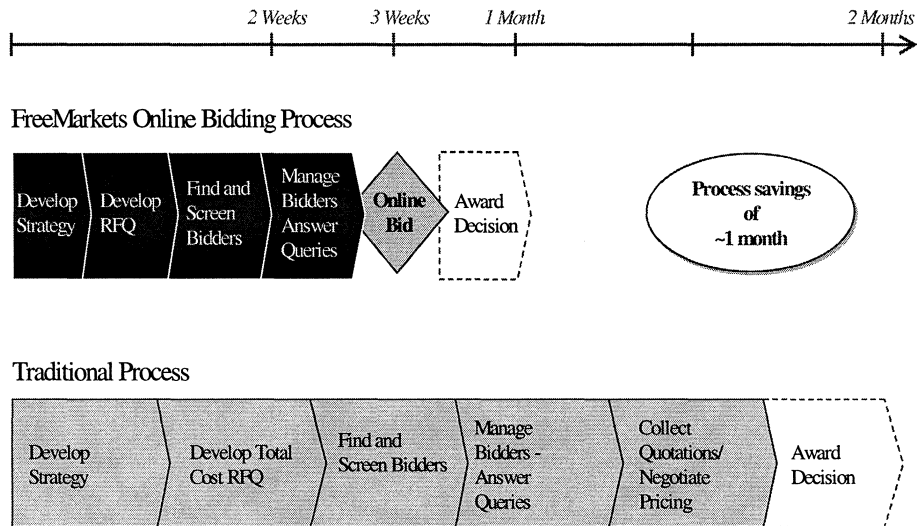 2 Weeks 3 Weeks 1 Month 2 Months
FreeMarkets Online Bidding Process
Develop
Strategy
Develop
RFQ
Find and
Screen
Bidders
Manage
Bidders
Answer
Queries
Online
Bid
Award
Decision
Process savings
of
~1 month
Traditional Process
Develop
Strategy
Develop Total
Cost RFQ
Find and
Screen Bidders
Manage
Bidders -
Answer
Queries
Collect
Quotations/
Negotiate
Pricing
Award
Decision